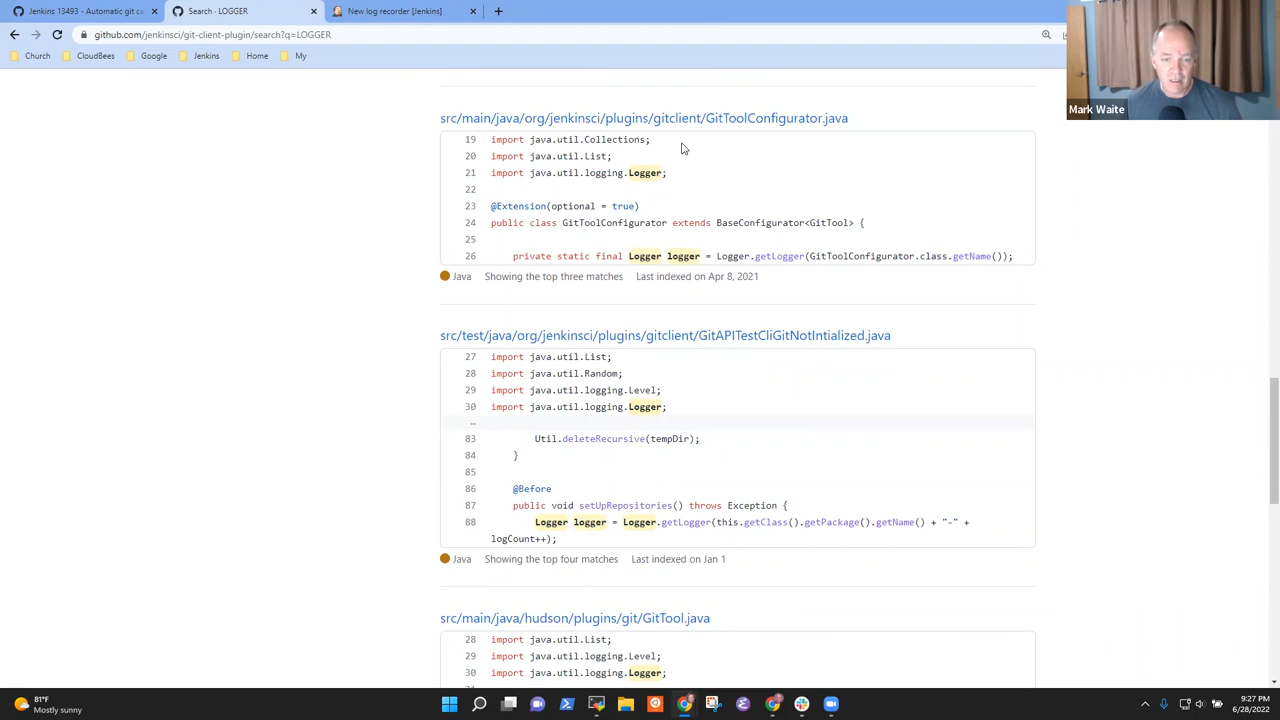 Jenkins 13493 - Automatic git c
Search · LOGGER
New log recorder [Jenkins]
github.com/jenkinsci/git-client-plugin/search?q=LOGGER
Church
CloudBees
Google
Jenkins
Home
My
Mark Waite
src/main/java/org/jenkinsci/plugins/gitclient/GitToolConfigurator.java
19 import java.util.Collections;
20 import java.util.List;
21 import java.util.logging.Logger;
22
23 @Extension(optional = true)
24 public class GitToolConfigurator extends BaseConfigurator<GitTool> {
25
26 private static final Logger logger = Logger.getLogger(GitToolConfigurator.class.getName());
Java Showing the top three matches Last indexed on Apr 8, 2021
src/test/java/org/jenkinsci/plugins/gitclient/GitAPITestCliGitNotIntialized.java
27 import java.util.List;
28 import java.util.Random;
29 import java.util.logging.Level;
30 import java.util.logging.Logger;
…
83 Util.deleteRecursive(tempDir);
84 }
85
86 @Before
87 public void setUpRepositories() throws Exception {
88 Logger logger = Logger.getLogger(this.getClass().getPackage().getName() + "-" +
logCount++);
Java Showing the top four matches Last indexed on Jan 1
src/main/java/hudson/plugins/git/GitTool.java
28 import java.util.List;
29 import java.util.logging.Level;
30 import java.util.logging.Logger;
81°F
Mostly sunny
9:27 PM
6/28/2022